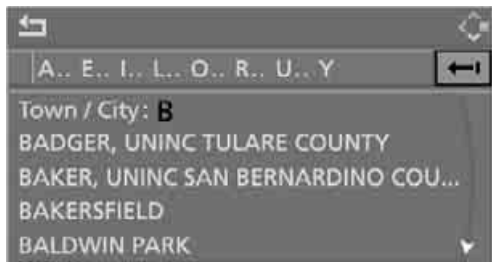 A.. E.. I.. L.. O.. R.. U.. Y
Town / City: B
BADGER, UNINC TULARE COUNTY
BAKER, UNINC SAN BERNARDINO COU...
BAKERSFIELD
BALDWIN PARK